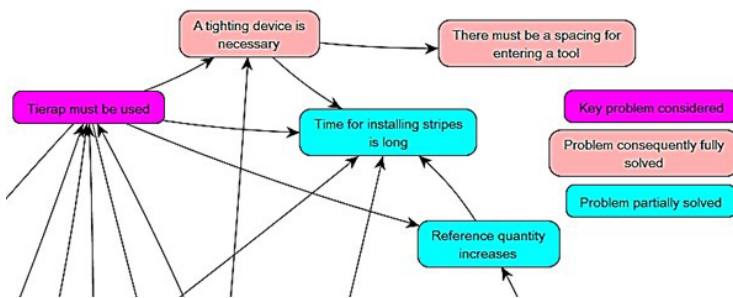 A tighting device is
necessary
There must be a spacing for
entering a tool
Tierap must be used
Key problem considered
Time for installing stripes
is long
Problem consequently fully
solved
Problem partially solved
Reference quantity
increases